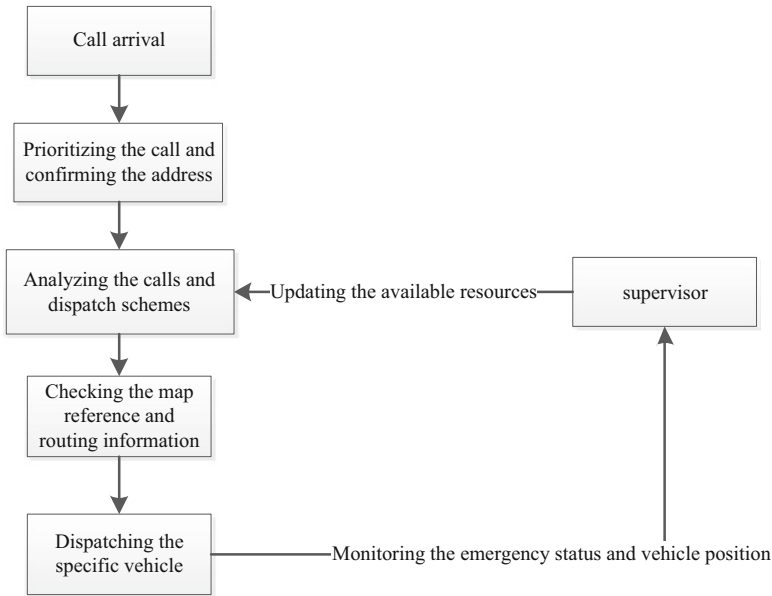 Call arrival
Prioritizing the call and
confirming the address
Analyzing the calls and
dispatch schemes
Updating the available resources
supervisor
Checking the map
reference and
routing information
Dispatching the
specific vehicle
Monitoring the emergency status and vehicle position